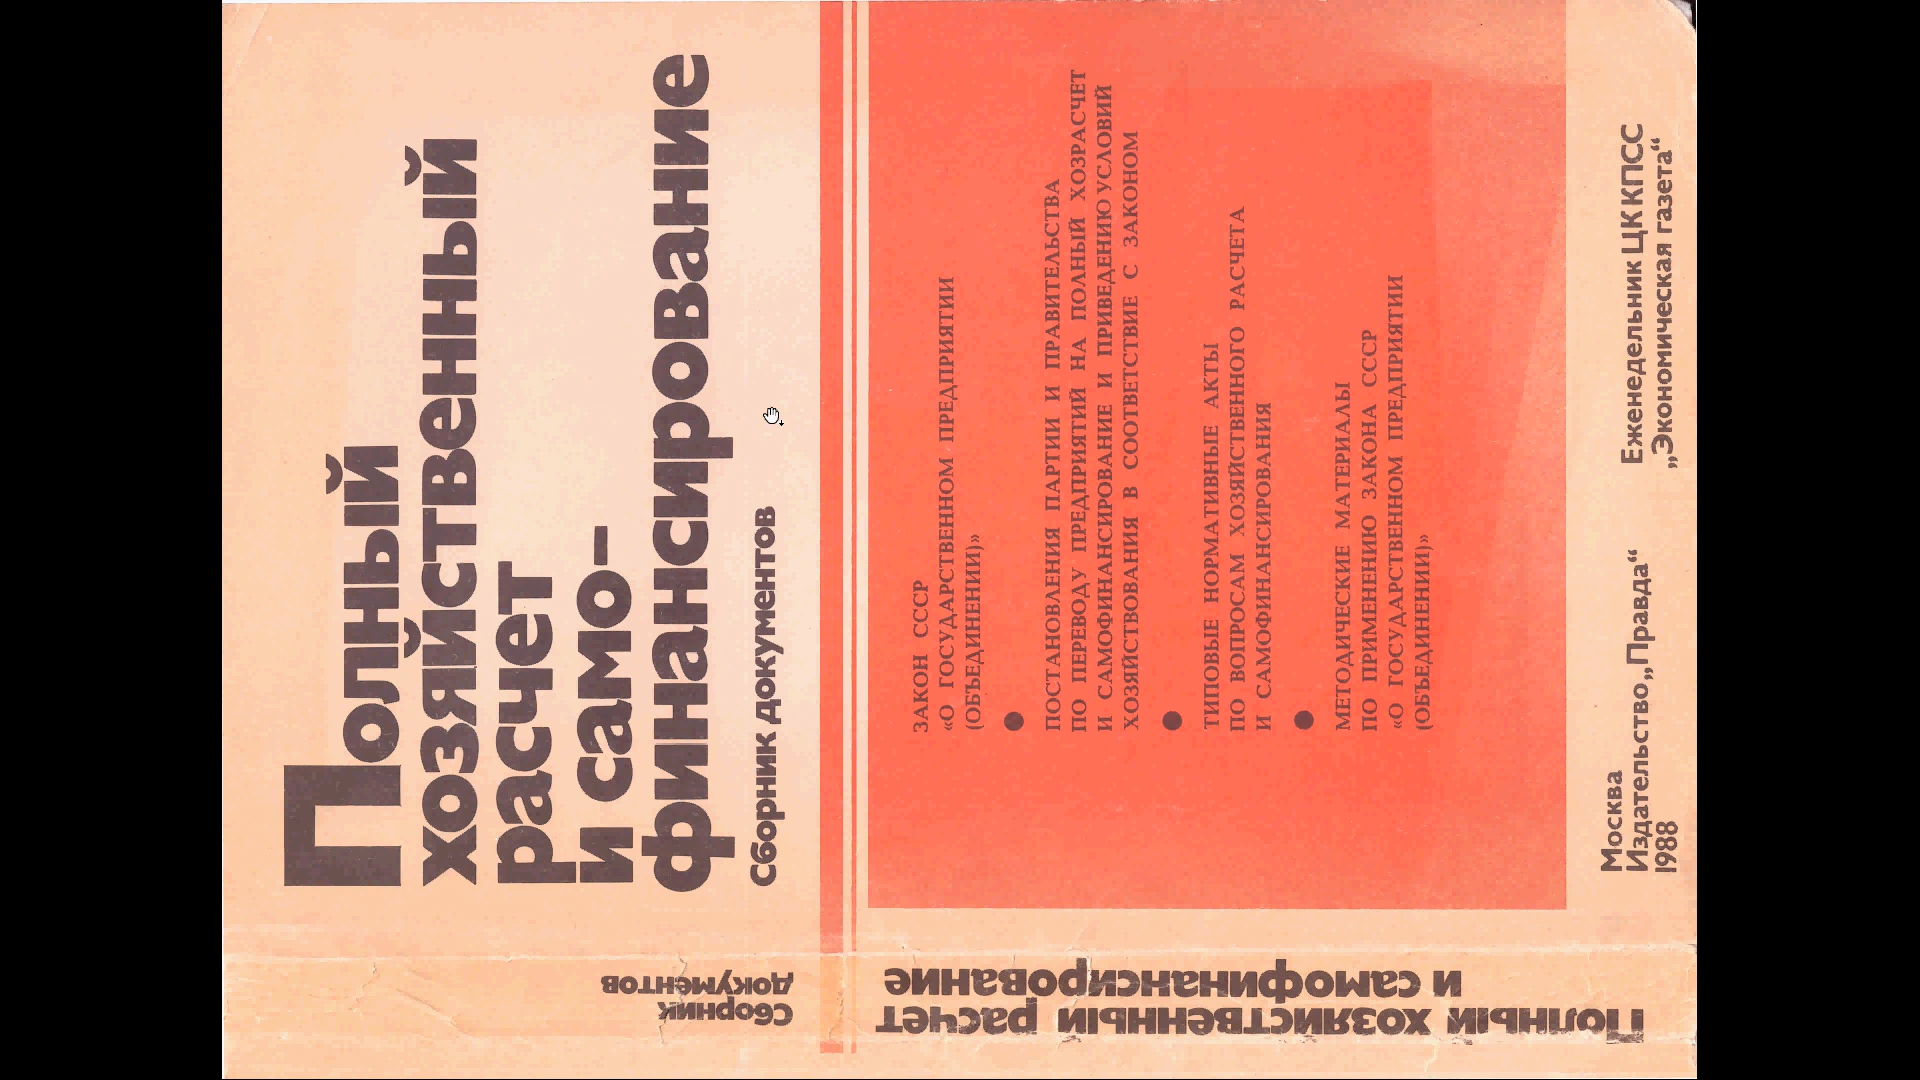 Полный
хозяйственный
расчет
и само-
финансирование
Сборник документов
ЗАКОН СССР
«О ГОСУДАРСТВЕННОМ ПРЕДПРИЯТИИ
(ОБЪЕДИНЕНИИ)»
ПОСТАНОВЛЕНИЯ ПАРТИИ И ПРАВИТЕЛЬСТВА
ПО ПЕРЕВОДУ ПРЕДПРИЯТИЙ НА ПОЛНЫЙ ХОЗРАСЧЕТ
И САМОФИНАНСИРОВАНИЕ И ПРИВЕДЕНИЮ УСЛОВИЙ
ХОЗЯЙСТВОВАНИЯ В СООТВЕТСТВИЕ С ЗАКОНОМ
ТИПОВЫЕ НОРМАТИВНЫЕ АКТЫ
ПО ВОПРОСАМ ХОЗЯЙСТВЕННОГО РАСЧЕТА
И САМОФИНАНСИРОВАНИЯ
МЕТОДИЧЕСКИЕ МАТЕРИАЛЫ
ПО ПРИМЕНЕНИЮ ЗАКОНА СССР
«О ГОСУДАРСТВЕННОМ ПРЕДПРИЯТИИ
(ОБЪЕДИНЕНИИ)»
Москва
Издательство „Правда“
1988
Еженедельник ЦК КПСС
„Экономическая газета“
Полный хозяйственный расчет
и самофинансирование
Сборник
документов